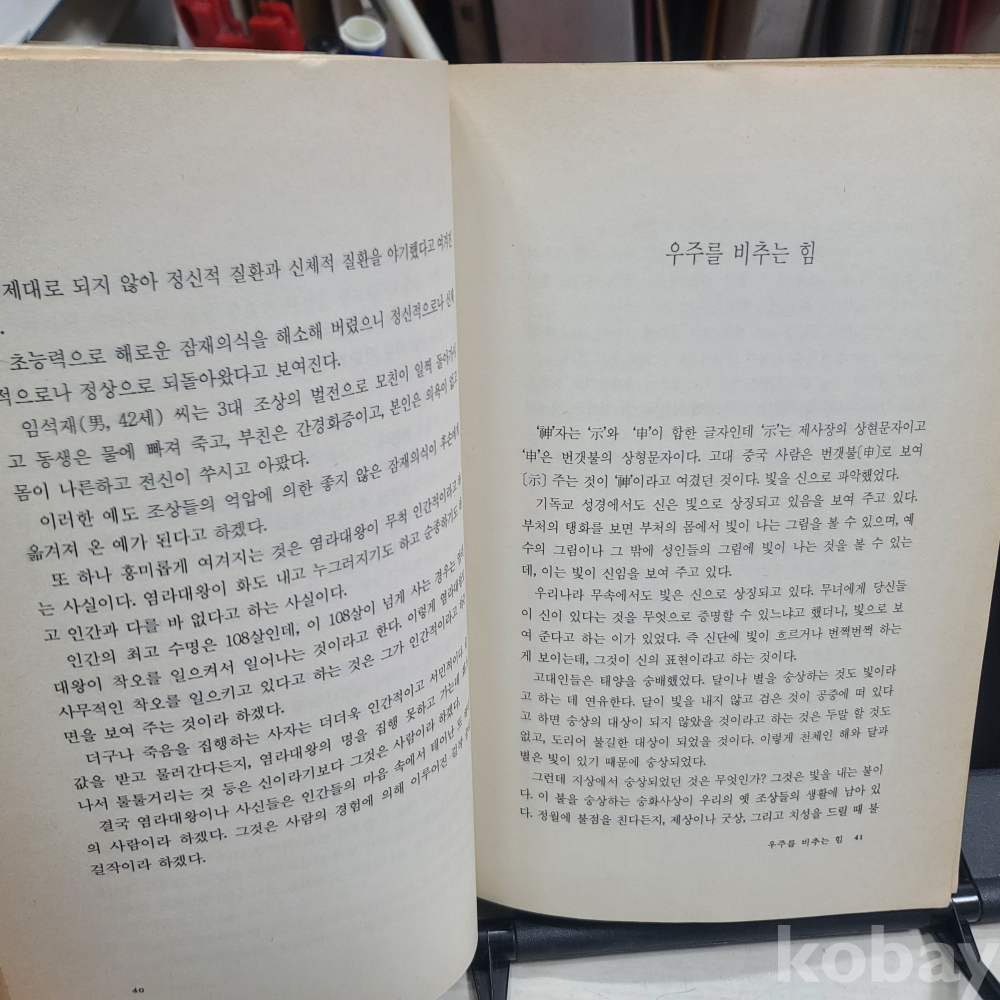 제대로 되지 않아 정신적 질환과 신체적 질환을 야기했다고 여겨진
.
초능력으로 해로운 잠재의식을 해소해 버렸으니 정신적으로나 신체
적으로나 정상으로 되돌아왔다고 보여진다.
임석재(男, 42세) 씨는 3대 조상의 벌전으로 모친이 일찍 돌아가시
고 동생은 물에 빠져 죽고, 부친은 간경화증이고, 본인은 의욕이 없고
몸이 나른하고 전신이 쑤시고 아팠다.
이러한 예도 조상들의 억압에 의한 좋지 않은 잠재의식이 후손에게
옮겨져 온 예가 된다고 하겠다.
또 하나 흥미롭게 여겨지는 것은 염라대왕이 무척 인간적이라고 하
는 사실이다. 염라대왕이 화도 내고 누그러지기도 하고 순종하기도
고 인간과 다를 바 없다고 하는 사실이다.
인간의 최고 수명은 108살인데, 이 108살이 넘게 사는 경우는
대왕이 착오를 일으켜서 일어나는 것이라고 한다. 이렇게 염라대왕
사무적인 착오를 일으키고 있다고 하는 것은 그가 인간적이라고
면을 보여 주는 것이라 하겠다.
더구나 죽음을 집행하는 사자는 더더욱 인간적이고 서민적이다.
값을 받고 물러간다든지, 염라대왕의 명을 집행 못하고 가는데
나서 툴툴거리는 것 등은 신이라기보다 그것은 사람이라 하겠다.
결국 염라대왕이나 사신들은 인간들의 마음 속에서 태어난 또
의 사람이라 하겠다. 그것은 사람의 경험에 의해 이루어진
걸작이라 하겠다.
40
우주를 비추는 힘
‘神’자는 ‘示’와 ‘申’이 합한 글자인데 ‘示’는 제사장의 상현문자이고
‘申’은 번갯불의 상형문자이다. 고대 중국 사람은 번갯불[申]로 보여
[示] 주는 것이 ‘神’이라고 여겼던 것이다. 빛을 신으로 파악했었다.
기독교 성경에서도 신은 빛으로 상징되고 있음을 보여 주고 있다.
부처의 탱화를 보면 부처의 몸에서 빛이 나는 그림을 볼 수 있으며, 예
수의 그림이나 그 밖에 성인들의 그림에 빛이 나는 것을 볼 수 있는
데, 이는 빛이 신임을 보여 주고 있다.
우리나라 무속에서도 빛은 신으로 상징되고 있다. 무녀에게 당신들
이 신이 있다는 것을 무엇으로 증명할 수 있느냐고 했더니, 빛으로 보
여 준다고 하는 이가 있었다. 즉 신단에 빛이 흐르거나 번쩍번쩍 하는
게 보이는데, 그것이 신의 표현이라고 하는 것이다.
고대인들은 태양을 숭배했었다. 달이나 별을 숭상하는 것도 빛이라
고 하는 데 연유한다. 달이 빛을 내지 않고 검은 것이 공중에 떠 있다
고 하면 숭상의 대상이 되지 않았을 것이라고 하는 것은 두말 할 것도
없고, 도리어 불길한 대상이 되었을 것이다. 이렇게 천체인 해와 달과
별은 빛이 있기 때문에 숭상되었다.
그런데 지상에서 숭상되었던 것은 무엇인가? 그것은 빛을 내는 불이
다. 이 불을 숭상하는 숭화사상이 우리의 옛 조상들의 생활에 남아 있
다. 정월에 불점을 친다든지, 제상이나 굿상, 그리고 치성을 드릴 때 불
우주를 비추는 힘 41
kobay